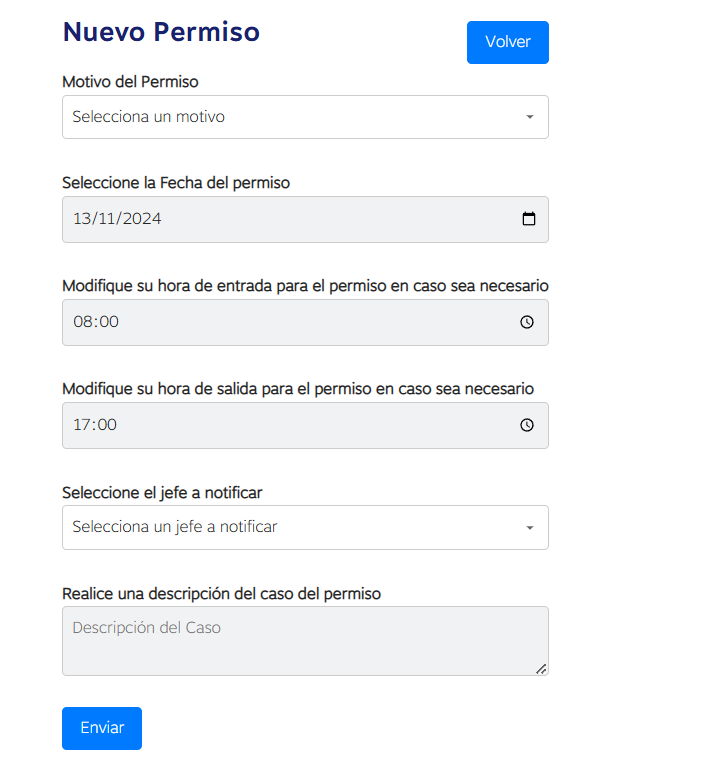 Nuevo Permiso
Volver
Motivo del Permiso
Selecciona un motivo
Seleccione la Fecha del permiso
13/11/2024
Modifique su hora de entrada para el permiso en caso sea necesario
08:00
Modifique su hora de salida para el permiso en caso sea necesario
17:00
Seleccione el jefe a notificar
Selecciona un jefe a notificar
Realice una descripción del caso del permiso
Descripción del Caso
Enviar